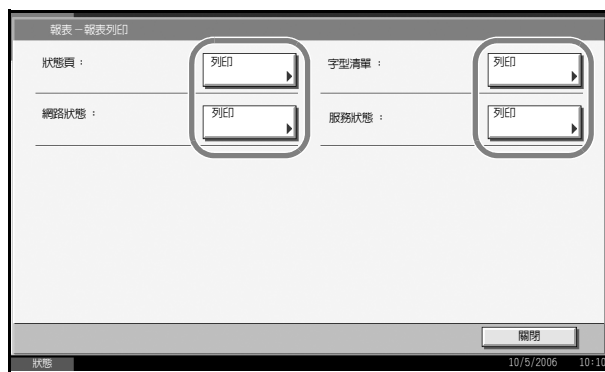 報表－報表列印
狀態頁： 列印 字型清單： 列印
網路狀態： 列印 服務狀態： 列印
關閉
狀態 10/5/2006 10:10